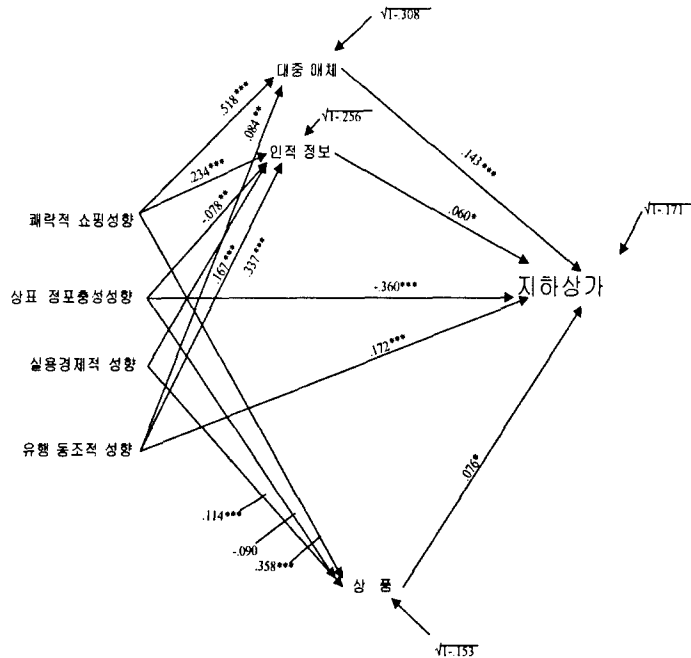 √1-.308
대중 매체
.518***
.084**
√1-.256
인적 정보
.234***
.143***
-.078**
.060*
√1-.171
쾌락적 쇼핑성향
.167***
.337***
지하상가
상표 점포충성성향
-.360***
실용경제적 성향
.172***
유행 동조적 성향
.076*
.114***
-.090
.358***
상 품
√1-.153